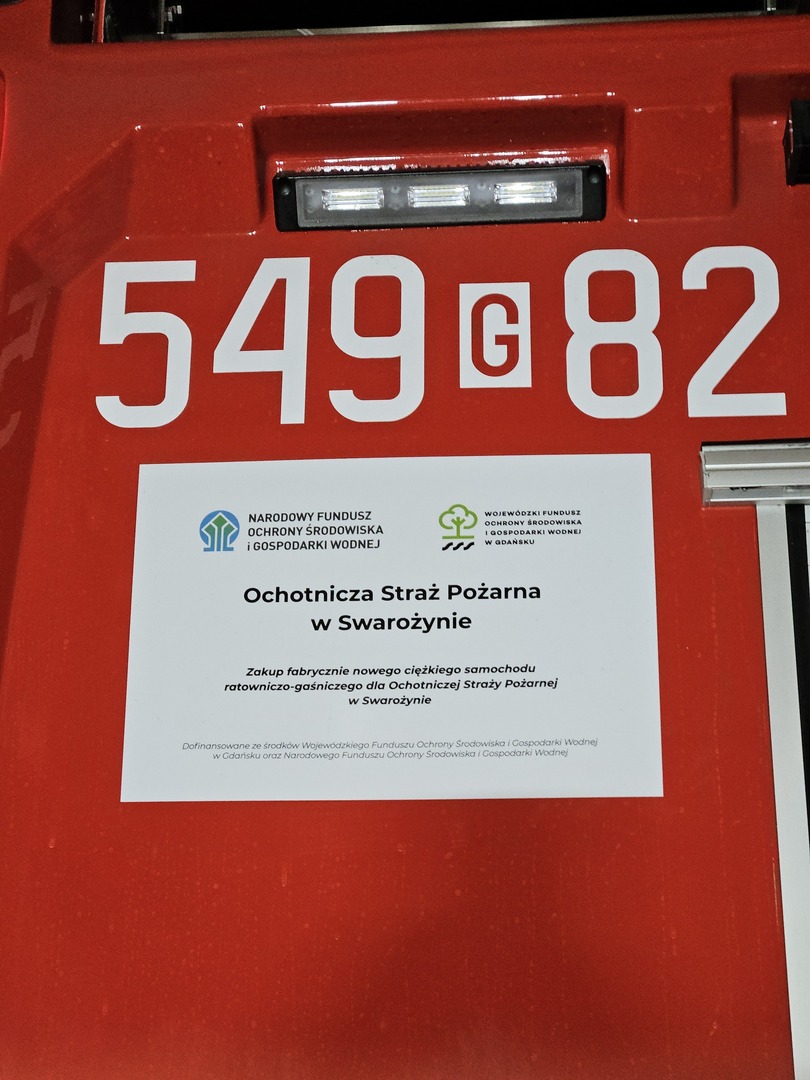 549 G 82
NARODOWY FUNDUSZ
OCHRONY ŚRODOWISKA
i GOSPODARKI WODNEJ
WOJEWÓDZKI FUNDUSZ
OCHRONY ŚRODOWISKA
I GOSPODARKI WODNEJ
W GDAŃSKU
Ochotnicza Straż Pożarna
w Swarożynie
Zakup fabrycznie nowego ciężkiego samochodu
ratowniczo-gaśniczego dla Ochotniczej Straży Pożarnej
w Swarożynie
Dofinansowane ze środków Wojewódzkiego Funduszu Ochrony Środowiska i Gospodarki Wodnej
w Gdańsku oraz Narodowego Funduszu Ochrony Środowiska i Gospodarki Wodnej